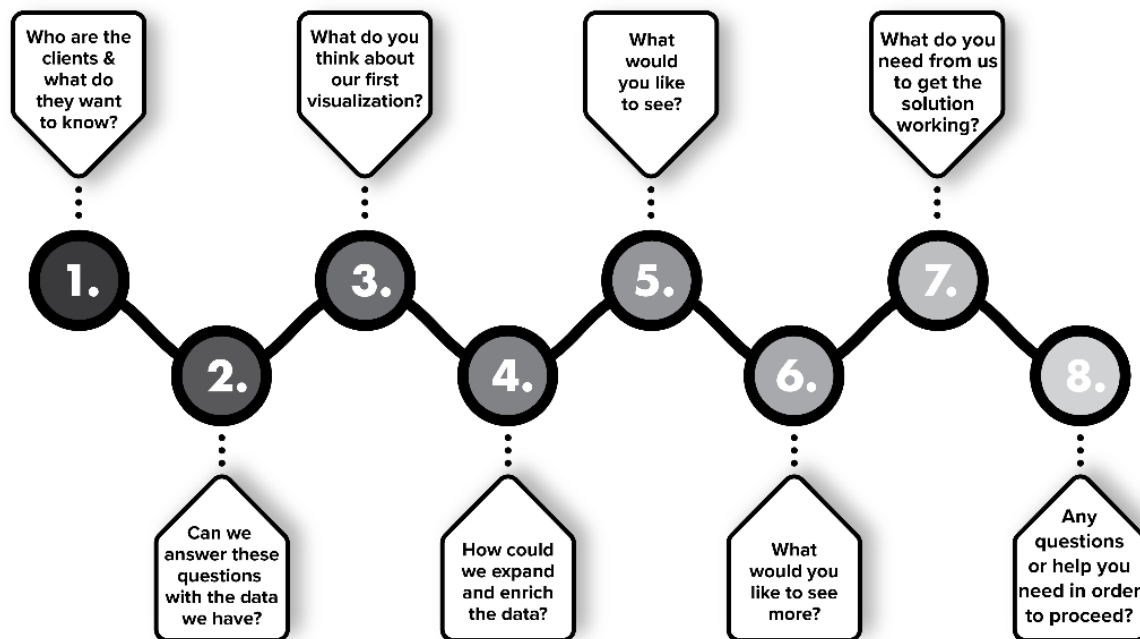 Who are the
clients &
what do
they want
to know?
What do you
think about
our first
visualization?
What
would
you like
to see?
What do you
need from us
to get the
solution
working?
1.
3.
5.
7.
2.
4.
6.
8.
Can we
answer these
questions
with the data
we have?
How could
we expand
and enrich
the data?
What
would you
like to see
more?
Any
questions
or help you
need in order
to proceed?